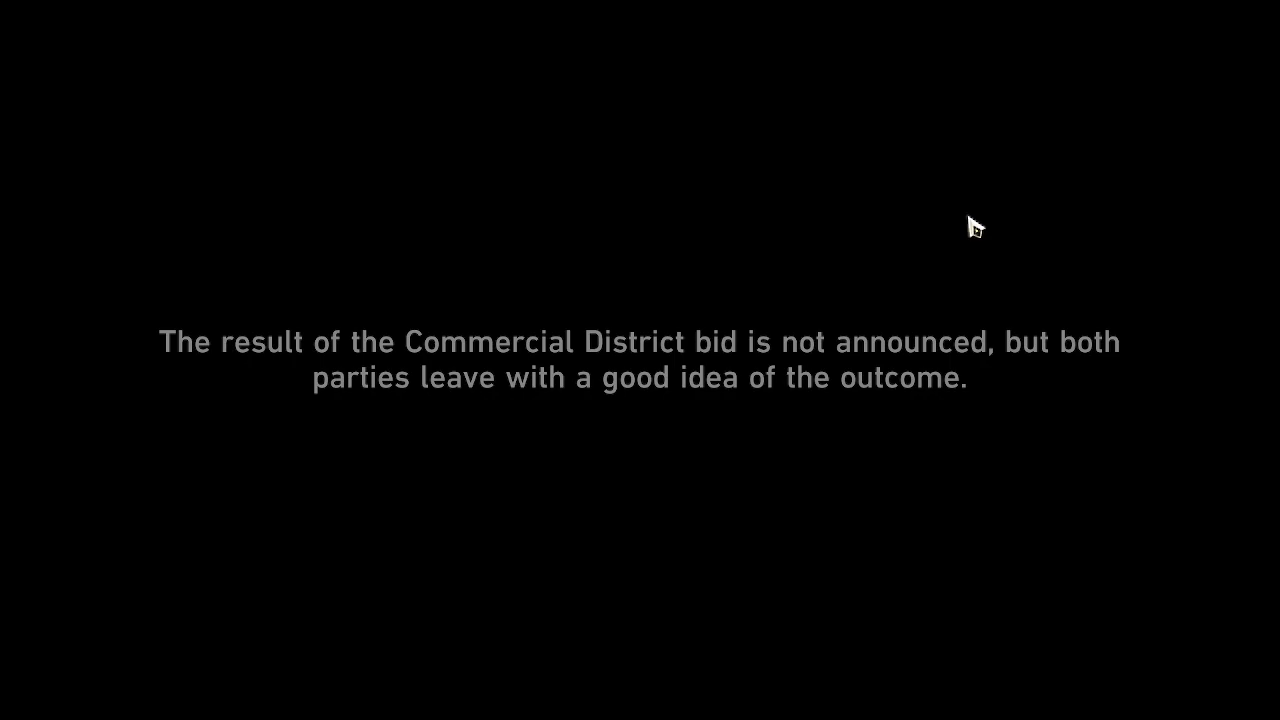 The result of the Commercial District bid is not announced, but both
parties leave with a good idea of the outcome.